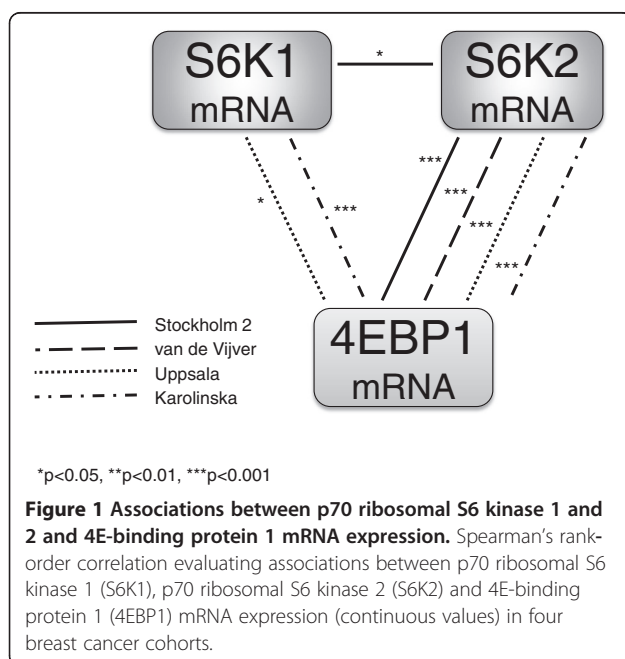 S6K1
mRNA
*
S6K2
mRNA
*
***
***
***
***
***
4EBP1
mRNA
Stockholm 2
van de Vijver
Uppsala
Karolinska
*p<0.05, **p<0.01, ***p<0.001
Figure 1 Associations between p70 ribosomal S6 kinase 1 and
2 and 4E-binding protein 1 mRNA expression. Spearman's rank-
order correlation evaluating associations between p70 ribosomal S6
kinase 1 (S6K1), p70 ribosomal S6 kinase 2 (S6K2) and 4E-binding
protein 1 (4EBP1) mRNA expression (continuous values) in four
breast cancer cohorts.